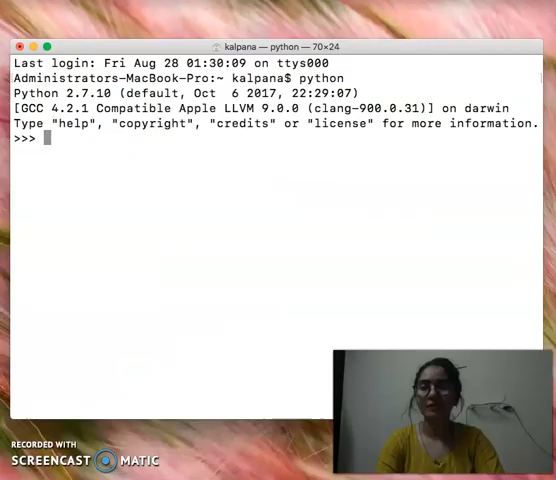 kalpana — python — 70×24
Last login: Fri Aug 28 01:30:09 on ttys000
Administrators-MacBook-Pro:~ kalpana$ python
Python 2.7.10 (default, Oct  6 2017, 22:29:07)
[GCC 4.2.1 Compatible Apple LLVM 9.0.0 (clang-900.0.31)] on darwin
Type "help", "copyright", "credits" or "license" for more information.
>>>
RECORDED WITH
SCREENCAST MATIC